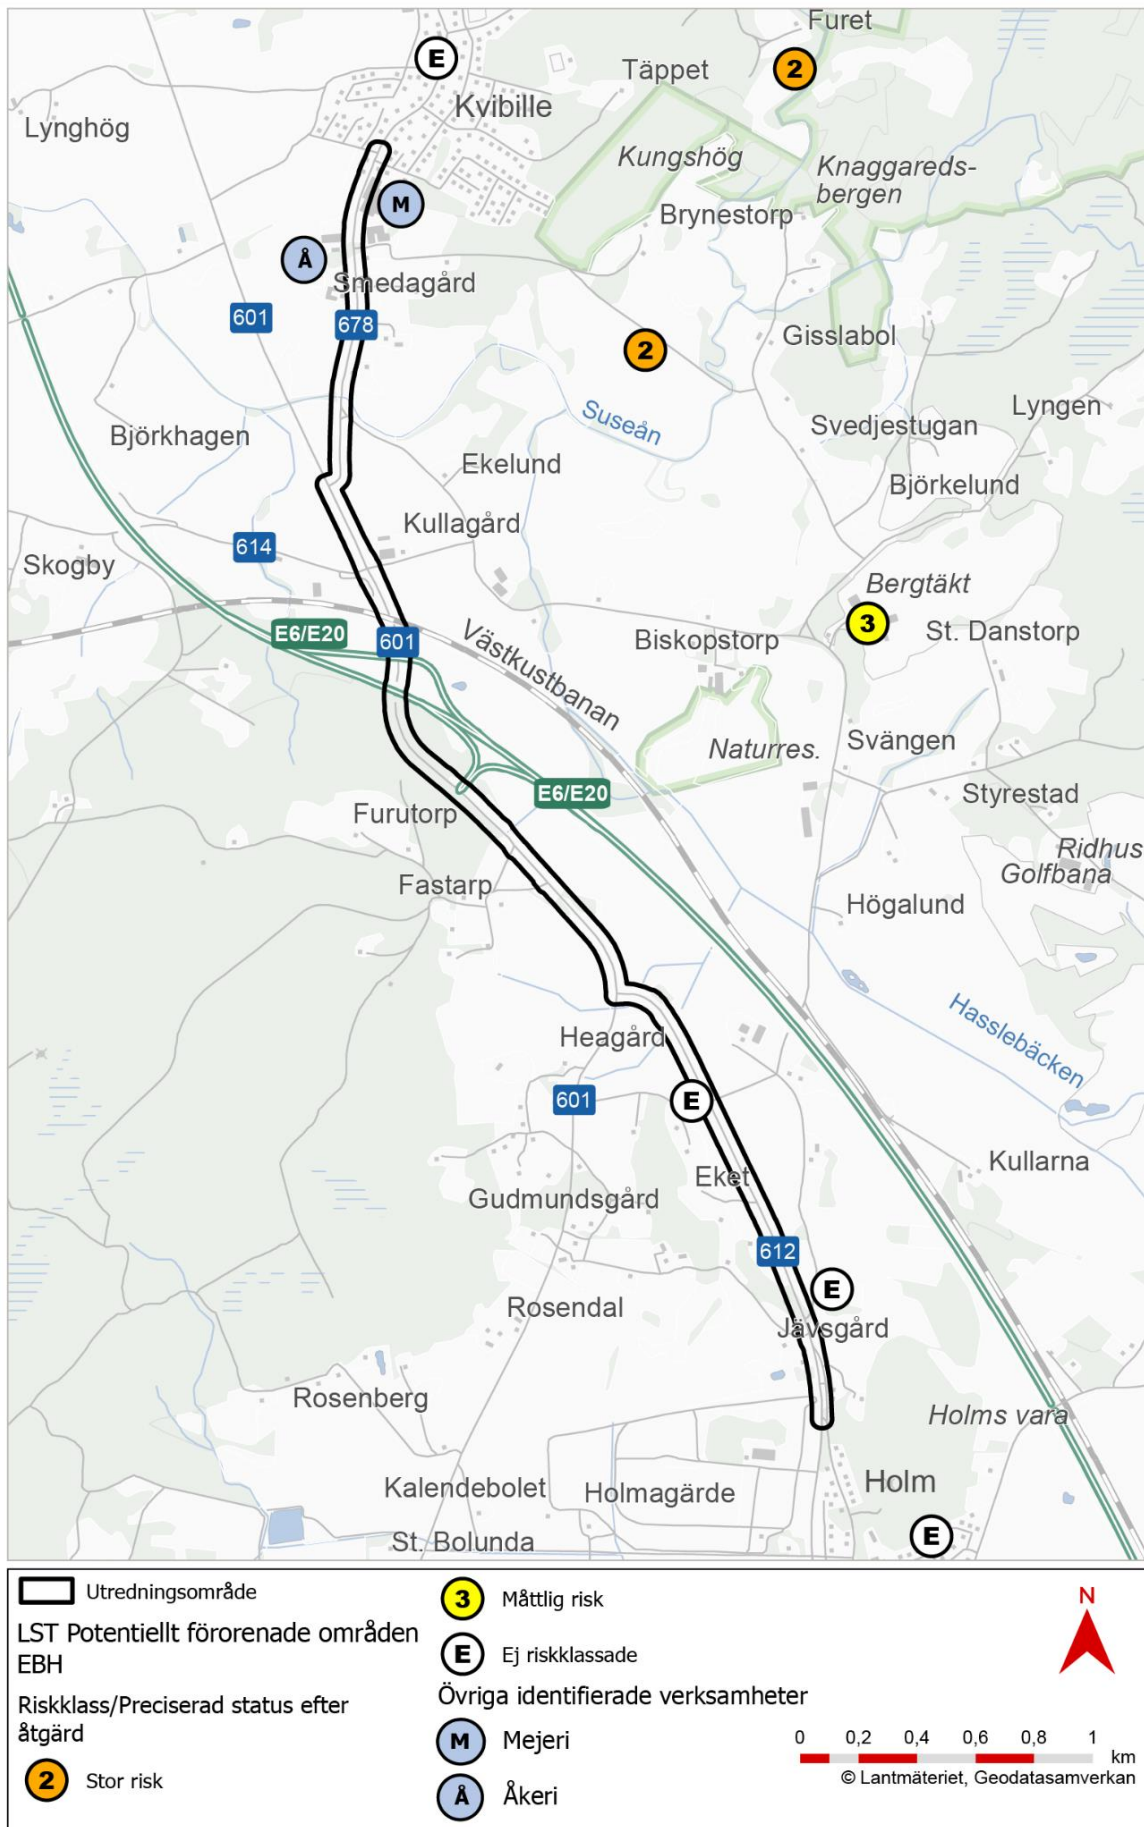 Furet
E
2
Täppet
Kvibille
Lynghög
Kungshög
Knaggareds-
bergen
M
Brynestorp
Å
Smedagård
601
678
Gisslabol
2
Lyngen
Suseån
Svedjestugan
Björkhagen
Ekelund
Björkelund
Kullagård
614
Skogby
Bergtäkt
3
E6/E20
601
Västkustbanan
Biskopstorp
St. Danstorp
Naturres.
Svängen
E6/E20
Styrestad
Furutorp
Ridhus
Golfbana
Fastarp
Högalund
Hasslebäcken
Heagård
601
E
Kullarna
Eket
Gudmundsgård
612
E
Rosendal
Jävsgård
Rosenberg
Holms vara
Kalendebolet
Holmagärde
Holm
St. Bolunda
E
Utredningsområde
LST Potentiellt förorenade områden
EBH
Riskklass/Preciserad status efter
åtgärd
2 Stor risk
3 Måttlig risk
E Ej riskklassade
Övriga identifierade verksamheter
M Mejeri
Å Åkeri
N
0 0,2 0,4 0,6 0,8 1
km
© Lantmäteriet, Geodatasamverkan